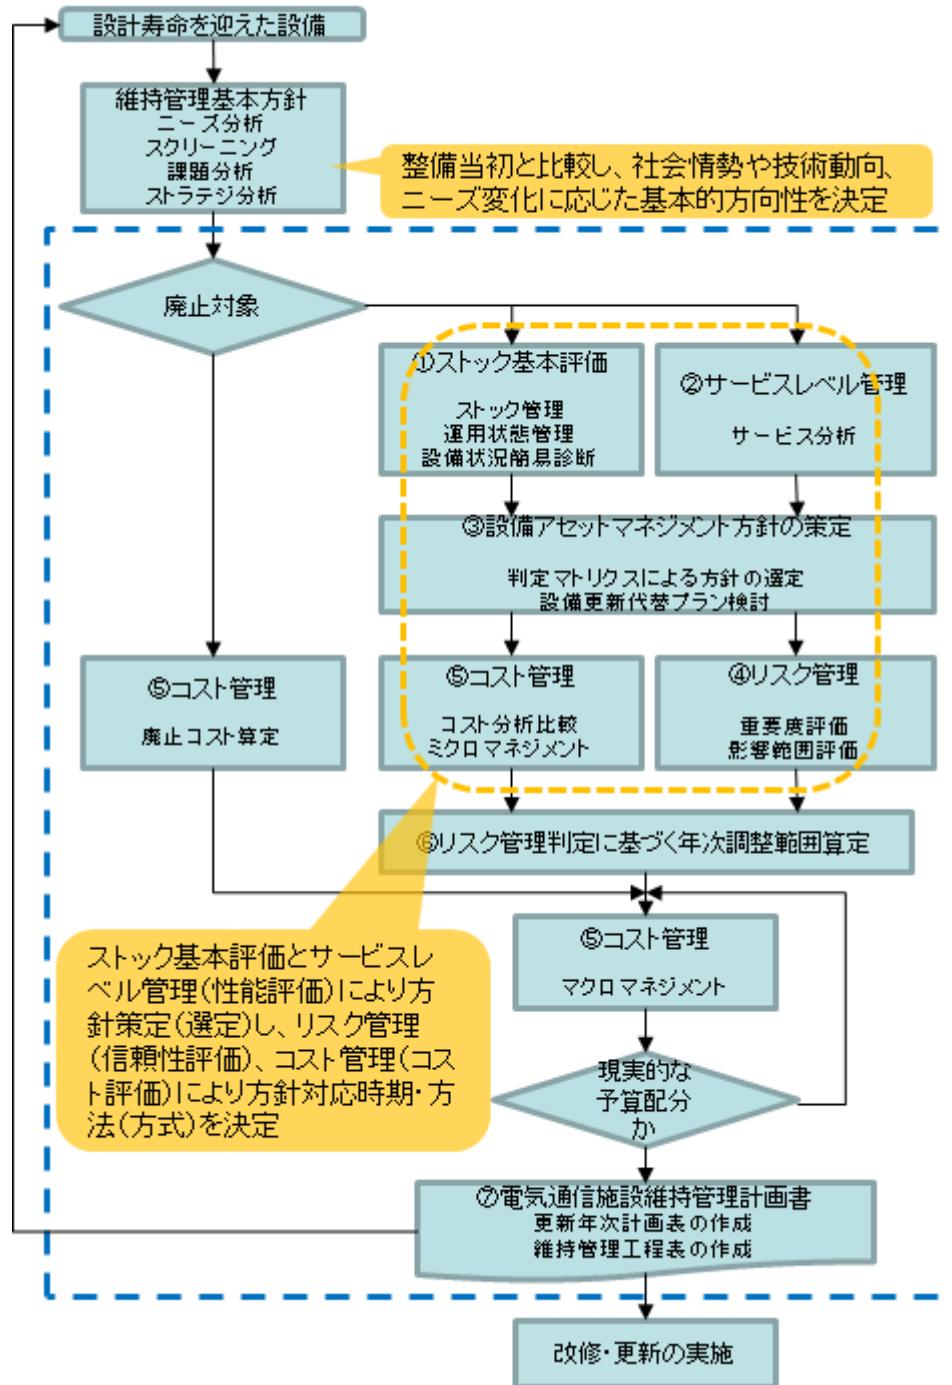 設計寿命を迎えた設備
維持管理基本方針
ニーズ分析
スクリーニング
課題分析
ストラテジ分析
整備当初と比較し、社会情勢や技術動向、
ニーズ変化に応じた基本的方向性を決定
廃止対象
①ストック基本評価
ストック管理
運用状態管理
設備状況簡易診断
②サービスレベル管理
サービス分析
③設備アセットマネジメント方針の策定
判定マトリクスによる方針の選定
設備更新代替プラン検討
⑤コスト管理
廃止コスト算定
⑤コスト管理
コスト分析比較
ミクロマネジメント
④リスク管理
重要度評価
影響範囲評価
⑥リスク管理判定に基づく年次調整範囲算定
⑤コスト管理
マクロマネジメント
ストック基本評価とサービスレ
ベル管理(性能評価)により方
針策定(選定)し、リスク管理
(信頼性評価)、コスト管理(コス
ト評価)により方針対応時期・方
法(方式)を決定
現実的な
予算配分
か
⑦電気通信施設維持管理計画書
更新年次計画表の作成
維持管理工程表の作成
改修・更新の実施